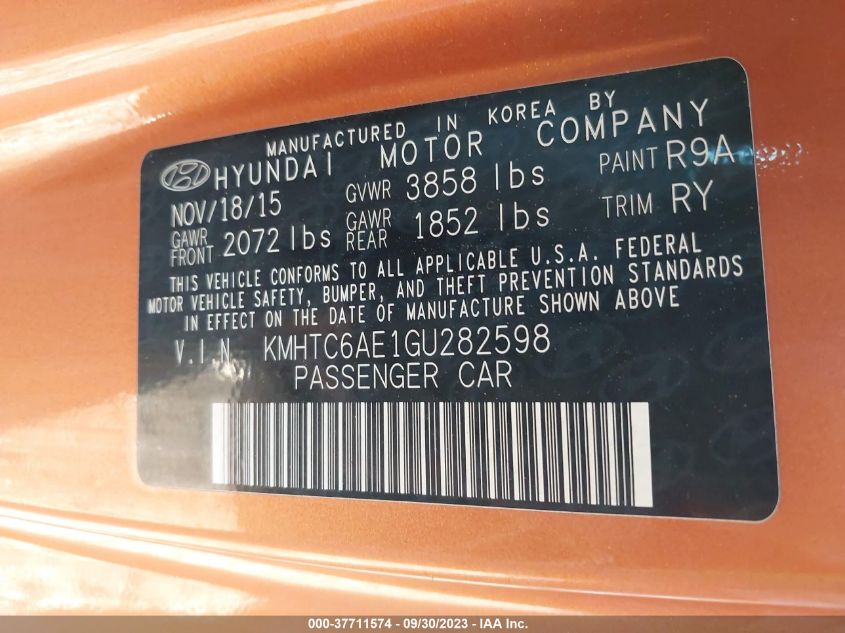 MANUFACTURED IN KOREA BY
HYUNDAI MOTOR COMPANY
NOV/18/15 GVWR 3858 lbs PAINT R9A
GAWR FRONT 2072 lbs GAWR REAR 1852 lbs TRIM RY
THIS VEHICLE CONFORMS TO ALL APPLICABLE U.S.A. FEDERAL
MOTOR VEHICLE SAFETY, BUMPER, AND THEFT PREVENTION STANDARDS
IN EFFECT ON THE DATE OF MANUFACTURE SHOWN ABOVE
V.I.N. KMHTC6AE1GU282598
PASSENGER CAR
000-37711574 - 09/30/2023 - IAA Inc.